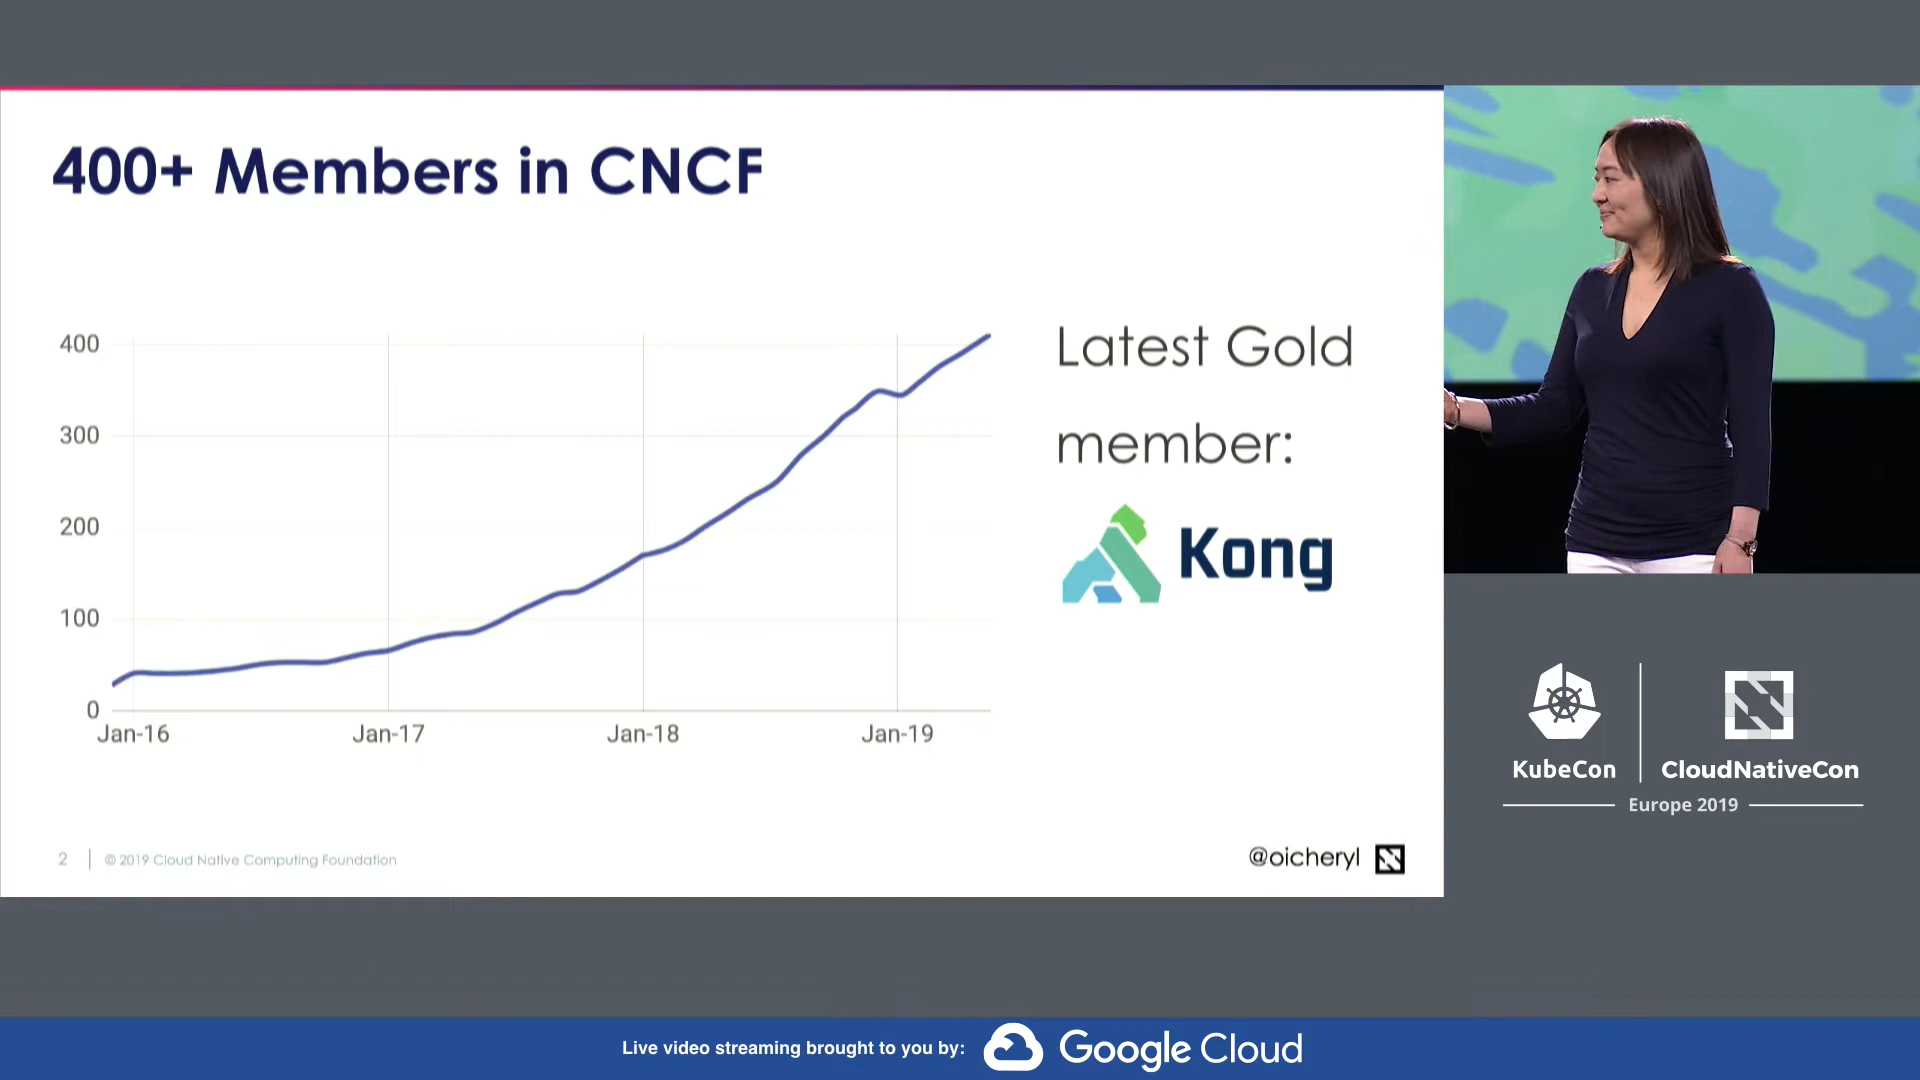 400+ Members in CNCF
400
300
200
100
0
Jan-16 Jan-17 Jan-18 Jan-19
Latest Gold
member:
Kong
2 © 2019 Cloud Native Computing Foundation
@oicheryl
KubeCon CloudNativeCon
Europe 2019
Live video streaming brought to you by: Google Cloud